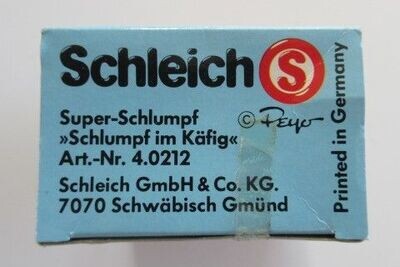 Schleich S
Super-Schlumpf
»Schlumpf im Käfig«
Art.-Nr. 4.0212
© Peyo
Schleich GmbH & Co. KG.
7070 Schwäbisch Gmünd
Printed in Germany